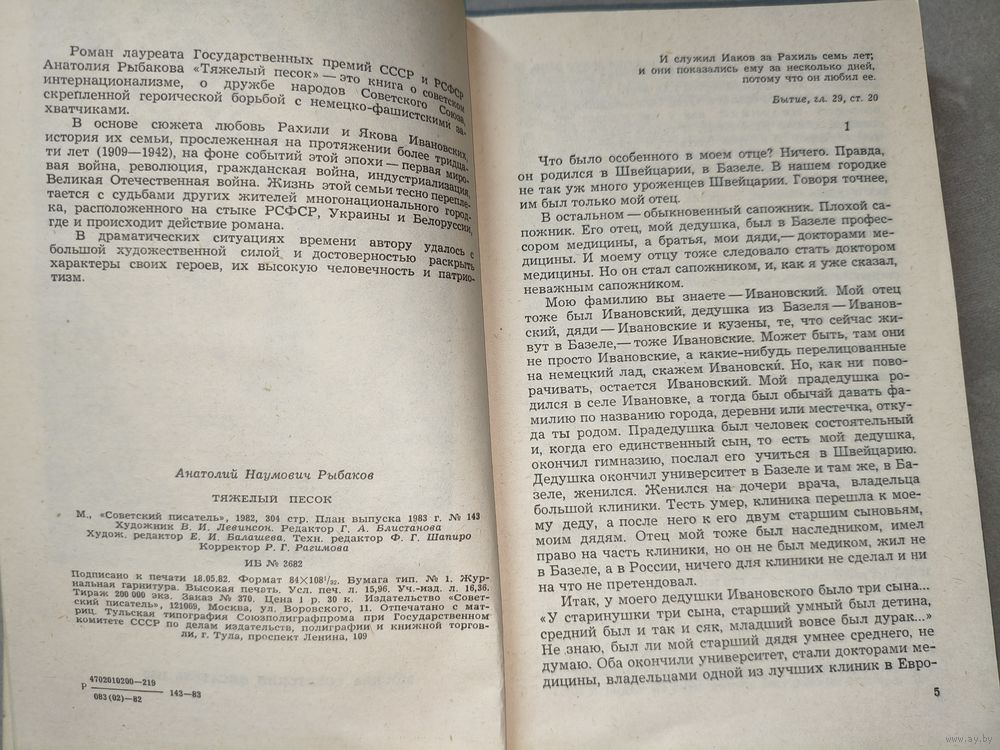 Роман лауреата Государственных премий СССР и РСФСР
Анатолия Рыбакова «Тяжелый песок» — это книга о советском
интернационализме, о дружбе народов Советского Союза,
скрепленной героической борьбой с немецко-фашистскими за-
хватчиками.
В основе сюжета любовь Рахили и Якова Ивановских,
история их семьи, прослеженная на протяжении более тридца-
ти лет (1909—1942), на фоне событий этой эпохи — первая миро-
вая война, революция, гражданская война, индустриализация,
Великая Отечественная война. Жизнь этой семьи тесно перепле-
тается с судьбами других жителей многонационального город-
ка, расположенного на стыке РСФСР, Украины и Белоруссии,
где и происходит действие романа.
В драматических ситуациях времени автору удалось с
большой художественной силой и достоверностью раскрыть
характеры своих героев, их высокую человечность и патрио-
тизм.
Анатолий Наумович Рыбаков
ТЯЖЕЛЫЙ ПЕСОК
М., «Советский писатель», 1982, 304 стр. План выпуска 1983 г. № 143
Художник В. И. Левинсон. Редактор Г. А. Блистанова
Худож. редактор Е. И. Балашева. Техн. редактор Ф. Г. Шапиро
Корректор Р. Г. Рагимова
ИБ № 3682
Подписано к печати 18.05.82. Формат 84×108¹/₃₂. Бумага тип. № 1. Жур-
нальная гарнитура. Высокая печать. Усл. печ. л. 15,96. Уч.-изд. л. 16,36.
Тираж 200 000 экз. Заказ № 370. Цена 1 р. 30 к. Издательство «Совет-
ский писатель», 121069, Москва, ул. Воровского, 11. Отпечатано с мат-
риц. Тульская типография Союзполиграфпрома при Государственном
комитете СССР по делам издательств, полиграфии и книжной торгов-
ли, г. Тула, проспект Ленина, 109
Р 4702010200—219
083(02)—82
143—83
И служил Иаков за Рахиль семь лет;
и они показались ему за несколько дней,
потому что он любил ее.
Бытие, гл. 29, ст. 20
1
Что было особенного в моем отце? Ничего. Правда,
он родился в Швейцарии, в Базеле. В нашем городке
не так уж много уроженцев Швейцарии. Говоря точнее,
им был только мой отец.
В остальном — обыкновенный сапожник. Плохой са-
пожник. Его отец, мой дедушка, был в Базеле профес-
сором медицины, а братья, мои дяди,— докторами ме-
дицины. И моему отцу тоже следовало стать доктором
медицины. Но он стал сапожником, и, как я уже сказал,
неважным сапожником.
Мою фамилию вы знаете — Ивановский. Мой отец
тоже был Ивановский, дедушка из Базеля — Иванов-
ский, дяди — Ивановские и кузены, те, что сейчас жи-
вут в Базеле,— тоже Ивановские. Может быть, там они
не просто Ивановские, а какие-нибудь перелицованные
на немецкий лад, скажем Ивановскѝ. Но, как ни пово-
рачивать, остается Ивановский. Мой прадедушка ро-
дился в селе Ивановке, а тогда был обычай давать фа-
милию по названию города, деревни или местечка, отку-
да ты родом. Прадедушка был человек состоятельный
и, когда его единственный сын, то есть мой дедушка,
окончил гимназию, послал его учиться в Швейцарию.
Дедушка окончил университет в Базеле и там же, в Ба-
зеле, женился. Женился на дочери врача, владельца
большой клиники. Тесть умер, клиника перешла к мое-
му деду, а после него к его двум старшим сыновьям,
моим дядям. Отец мой тоже был наследником, имел
право на часть клиники, но он не был медиком, жил не
в Базеле, а в России, ничего для клиники не сделал и ни
на что не претендовал.
Итак, у моего дедушки Ивановского было три сына...
«У старинушки три сына, старший умный был детина,
средний был и так и сяк, младший вовсе был дурак...»
Не знаю, был ли мой старший дядя умнее среднего, не
думаю. Оба окончили университет, стали докторами ме-
дицины, владельцами одной из лучших клиник в Евро-
5
www.ay.by